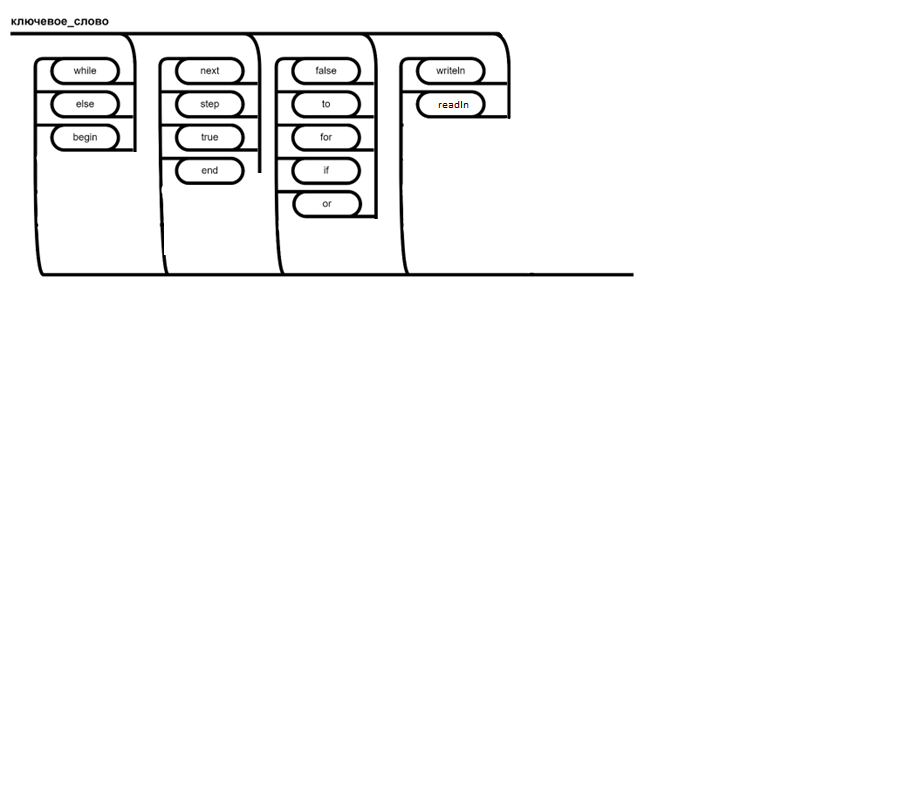 ключевое_слово
while
else
begin
next
step
true
end
false
to
for
if
or
writeln
readln